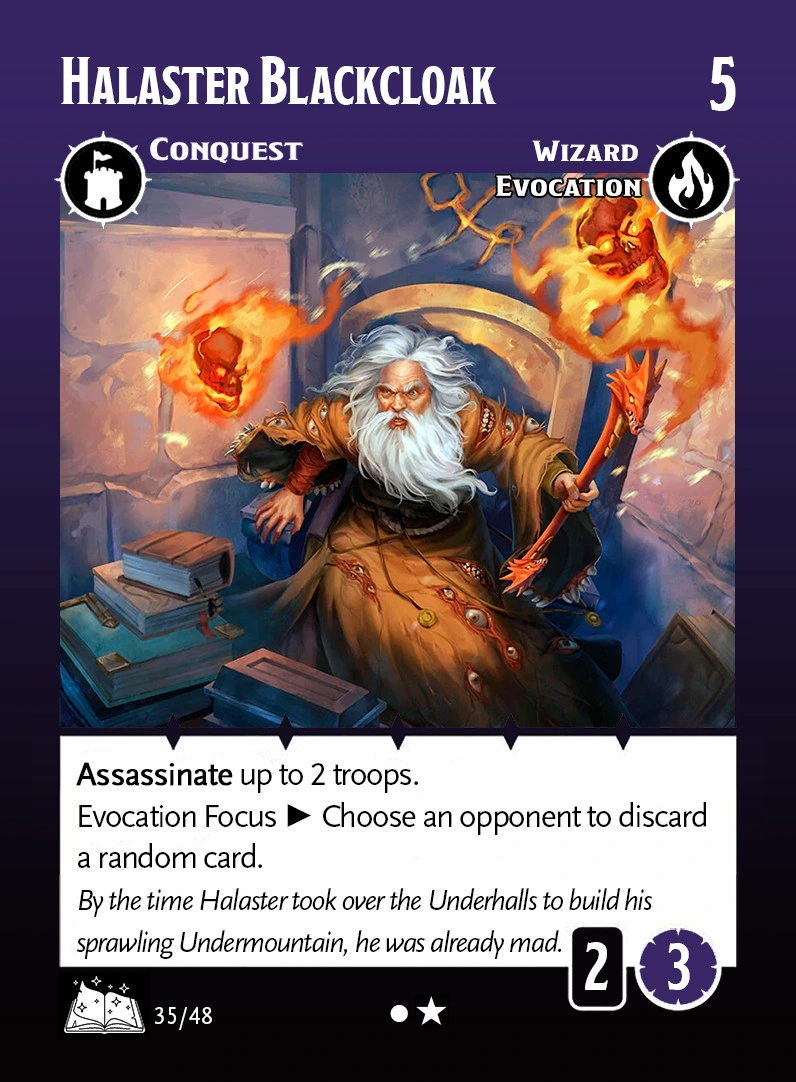 Halaster Blackcloak 5
Conquest Wizard
Evocation
Assassinate up to 2 troops.
Evocation Focus ► Choose an opponent to discard
a random card.
By the time Halaster took over the Underhalls to build his
sprawling Undermountain, he was already mad.
2 3
35/48